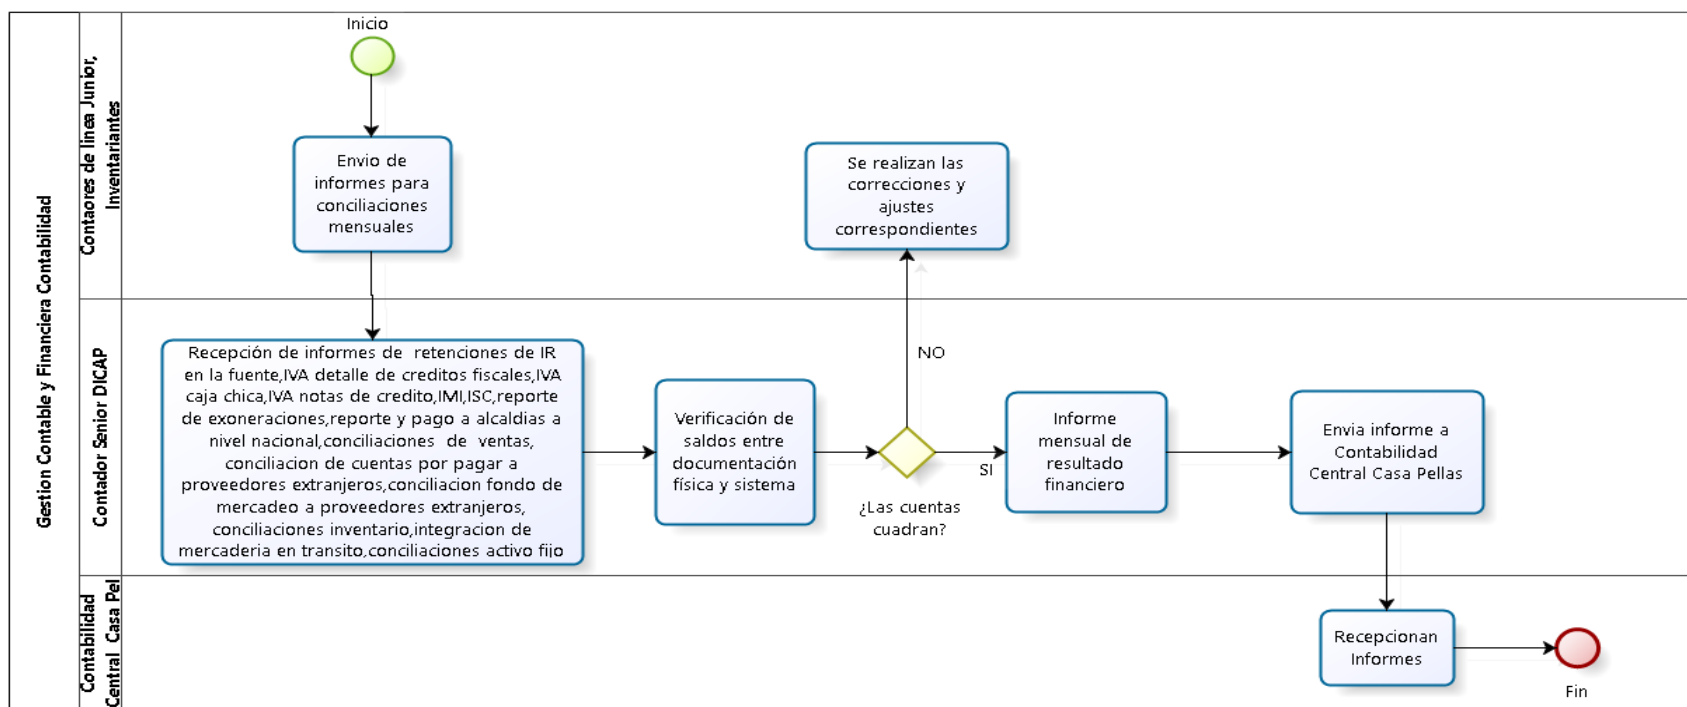 Gestion Contable y Financiera Contabilidad
Contaores de linea Junior,
Inventariantes
Inicio
Envio de
informes para
conciliaciones
mensuales
Se realizan las
correcciones y
ajustes
correspondientes
Contador Senior DICAP
Recepción de informes de retenciones de IR
en la fuente,IVA detalle de creditos fiscales,IVA
caja chica,IVA notas de credito,IMI,ISC,reporte
de exoneraciones,reporte y pago a alcaldias a
nivel nacional,conciliaciones de ventas,
conciliacion de cuentas por pagar a
proveedores extranjeros,conciliacion fondo de
mercadeo a proveedores extranjeros,
conciliaciones inventario,integracion de
mercaderia en transito,conciliaciones activo fijo
Verificación de
saldos entre
documentación
física y sistema
NO
SI
¿Las cuentas
cuadran?
Informe
mensual de
resultado
financiero
Envia informe a
Contabilidad
Central Casa Pellas
Contabilidad
Central Casa Pel
Recepcionan
Informes
Fin